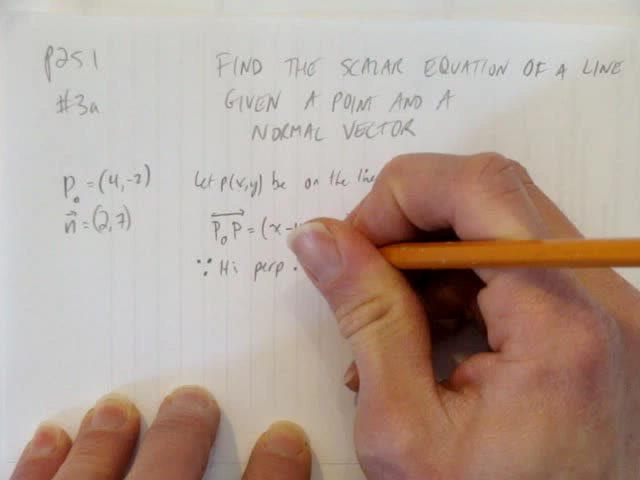 p251
#3a
FIND THE SCALAR EQUATION OF A LINE
GIVEN A POINT AND A
NORMAL VECTOR
P₀ = (4,-2)
n⃗ = (2,7)
Let P(x,y) be on the line
P₀P = (x-4
∵ Hi perp